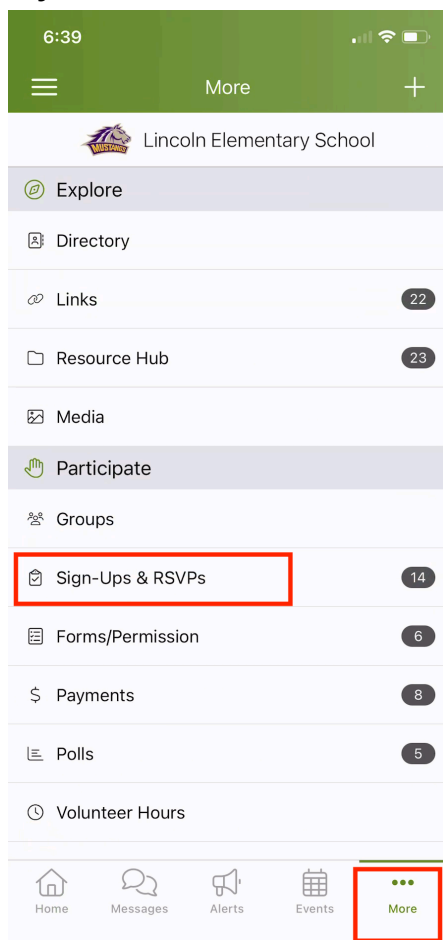 6:39
More
MUSTANGS
Lincoln Elementary School
Explore
Directory
Links 22
Resource Hub 23
Media
Participate
Groups
Sign-Ups & RSVPs 14
Forms/Permission 6
$ Payments 8
Polls 5
Volunteer Hours
Home Messages Alerts Events More